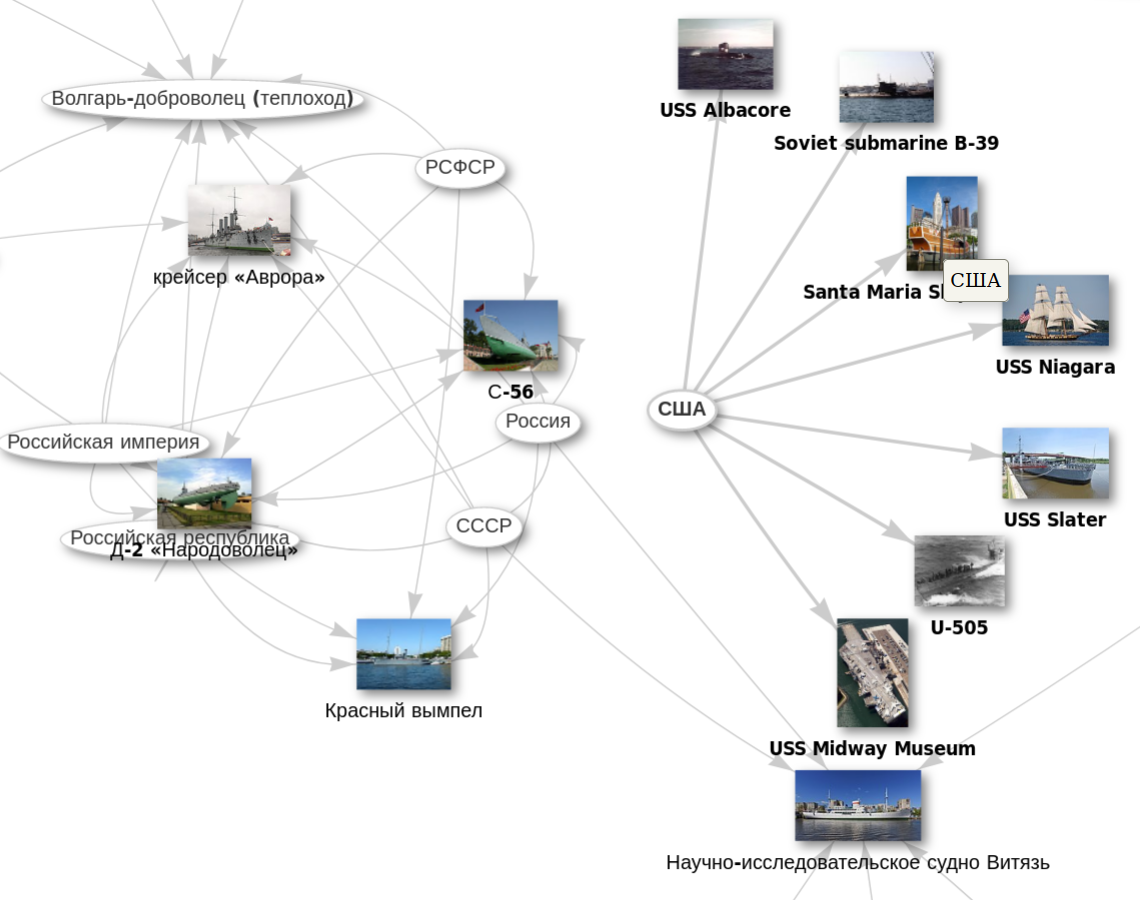 USS Albacore
Волгарь-доброволец (теплоход)
Soviet submarine B-39
РСФСР
крейсер «Аврора»
США
Santa Maria
USS Niagara
С-56
США
Россия
Российская империя
USS Slater
СССР
Российская республика
Д-2 «Народоволец»
U-505
Красный вымпел
USS Midway Museum
Научно-исследовательское судно Витязь